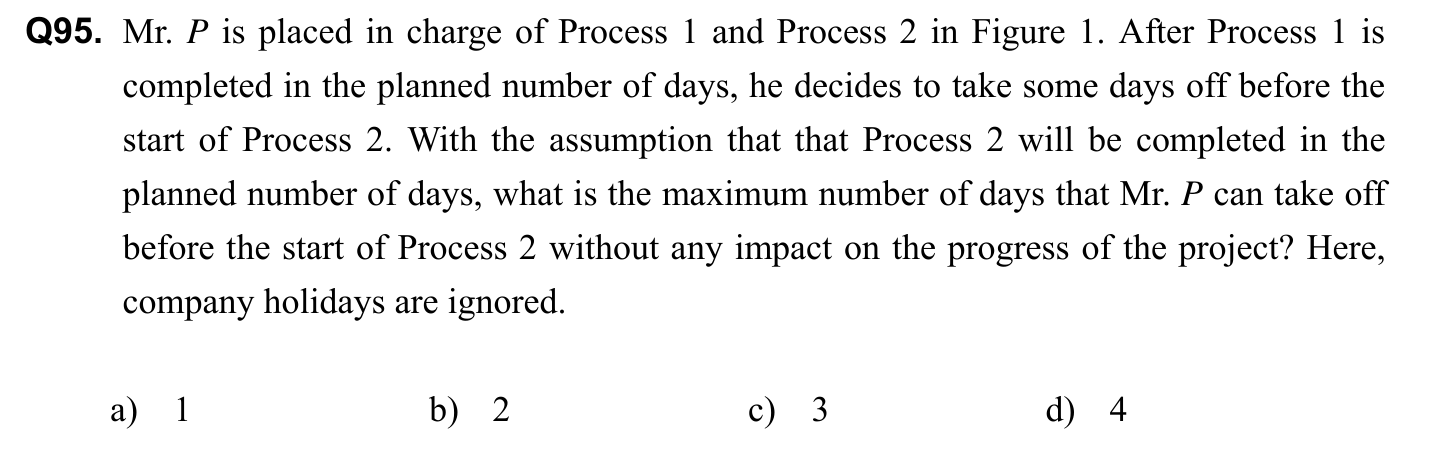 Q95. Mr. P is placed in charge of Process 1 and Process 2 in Figure 1. After Process 1 is
completed in the planned number of days, he decides to take some days off before the
start of Process 2. With the assumption that that Process 2 will be completed in the
planned number of days, what is the maximum number of days that Mr. P can take off
before the start of Process 2 without any impact on the progress of the project? Here,
company holidays are ignored.
a) 1 b) 2 c) 3 d) 4